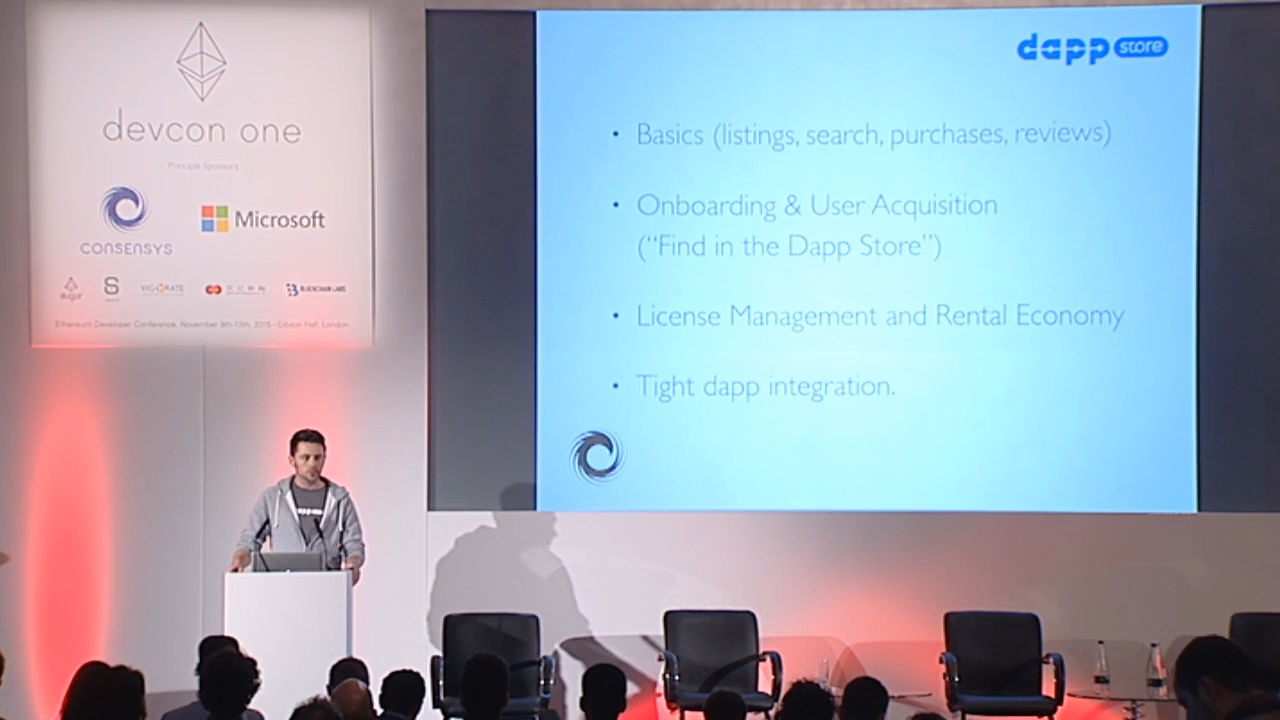 devcon one
Principle Sponsors
CONSENSYS
Microsoft
augur
VIGORATE
BLOCKCHAIN LABS
Ethereum Developer Conference. November 9th-13th, 2015 - Gibson Hall, London.
dapp store
• Basics (listings, search, purchases, reviews)
• Onboarding & User Acquisition
(“Find in the Dapp Store”)
• License Management and Rental Economy
• Tight dapp integration.